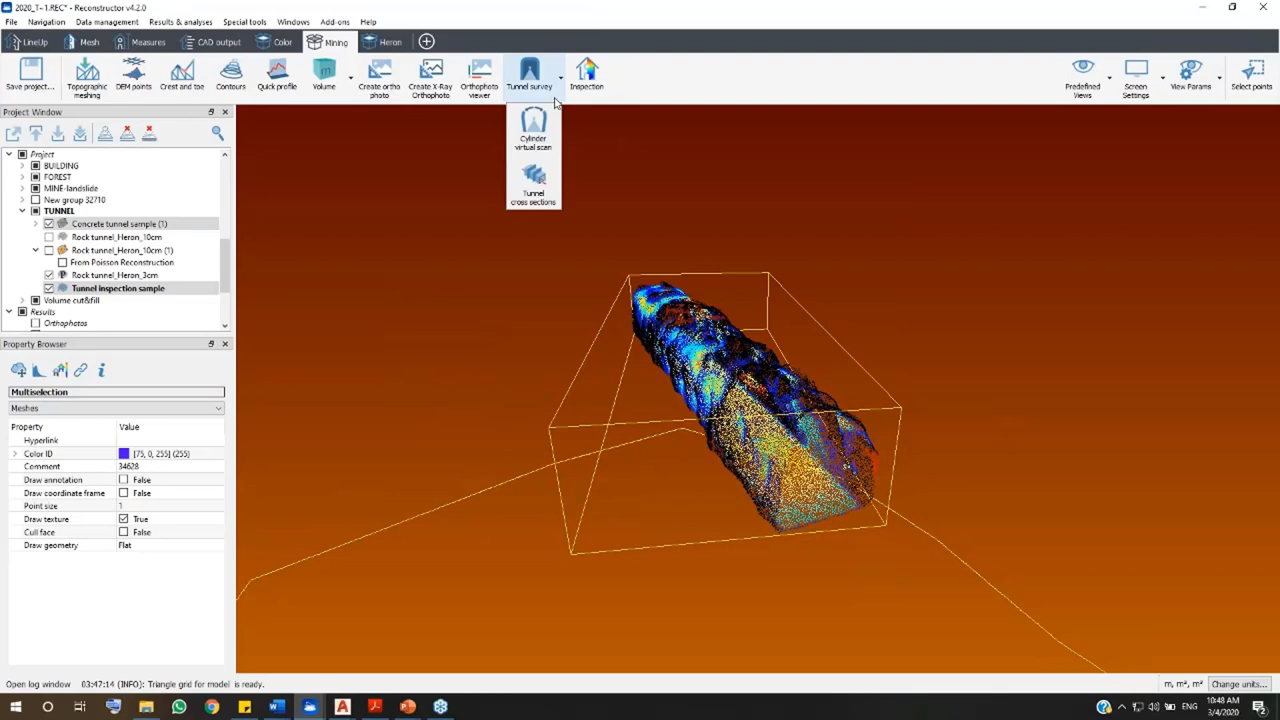 2020_T~1.REC* - Reconstructor v4.2.0
File Navigation Data management Results & analyses Special tools Windows Add-ons Help
LineUp Mesh Measures CAD output Color Mining Heron
Save project... Topographic meshing DEM points Crest and toe Contours Quick profile Volume Create ortho photo Create X-Ray Orthophoto Orthophoto viewer Tunnel survey Inspection Predefined Views Screen Settings View Params Select points
Cylinder virtual scan
Tunnel cross sections
Project Window
Project
BUILDING
FOREST
MINE-landslide
New group 32710
TUNNEL
Concrete tunnel sample (1)
Rock tunnel_Heron_10cm
Rock tunnel_Heron_10cm (1)
From Poisson Reconstruction
Rock tunnel_Heron_3cm
Tunnel inspection sample
Volume cut&fill
Results
Orthophotos
Property Browser
Multiselection
Meshes
Property Value
Hyperlink
Color ID [75, 0, 255] (255)
Comment 34628
Draw annotation False
Draw coordinate frame False
Point size 1
Draw texture True
Cull face False
Draw geometry Flat
Open log window 03:47:14 (INFO): Triangle grid for model is ready. m, m², m³ Change units...
10:48 AM
3/4/2020